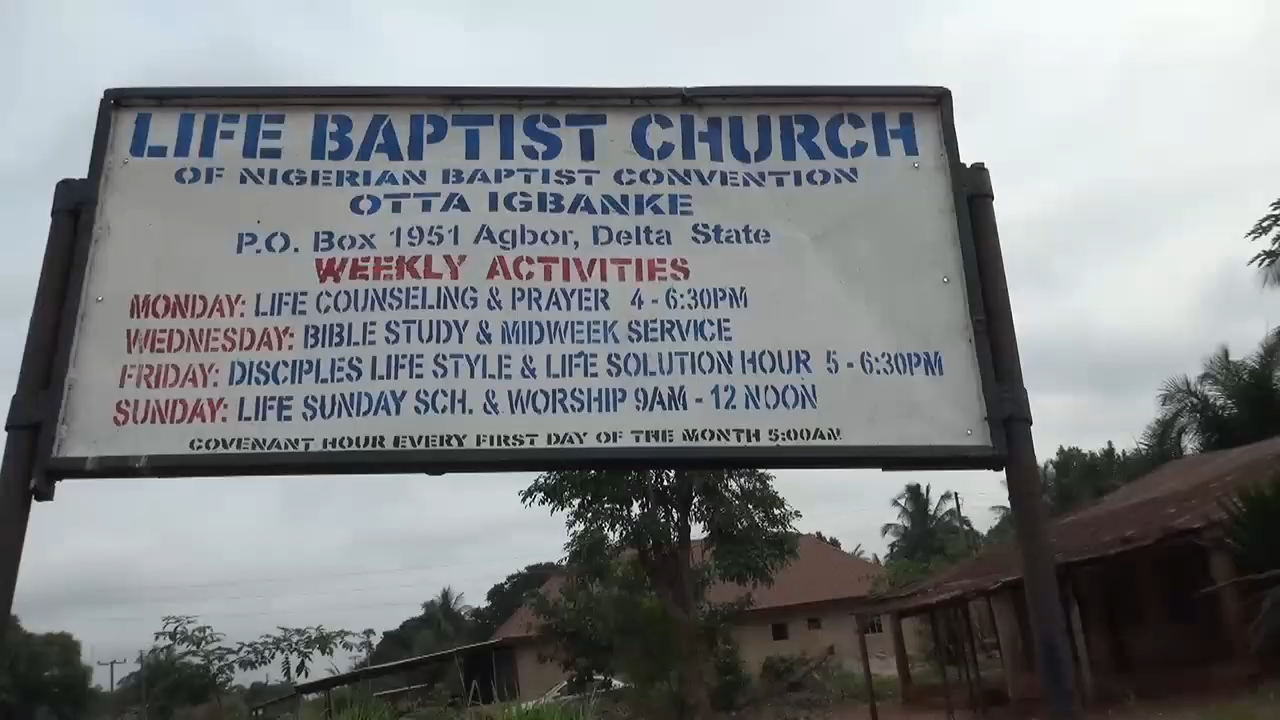 LIFE BAPTIST CHURCH
OF NIGERIAN BAPTIST CONVENTION
OTTA IGBANKE
P.O. Box 1951 Agbor, Delta State
WEEKLY ACTIVITIES
MONDAY: LIFE COUNSELING & PRAYER 4 - 6:30PM
WEDNESDAY: BIBLE STUDY & MIDWEEK SERVICE
FRIDAY: DISCIPLES LIFE STYLE & LIFE SOLUTION HOUR 5 - 6:30PM
SUNDAY: LIFE SUNDAY SCH. & WORSHIP 9AM - 12 NOON
COVENANT HOUR EVERY FIRST DAY OF THE MONTH 5:00AM